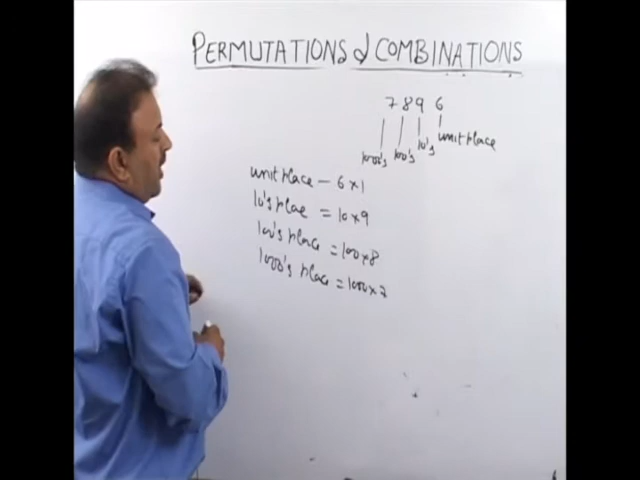 PERMUTATIONS & COMBINATIONS
7 8 9 6
1000's 100's 10's unit place
unit place - 6 x 1
10's place = 10 x 9
100's place = 100 x 8
1000's place = 1000 x 7